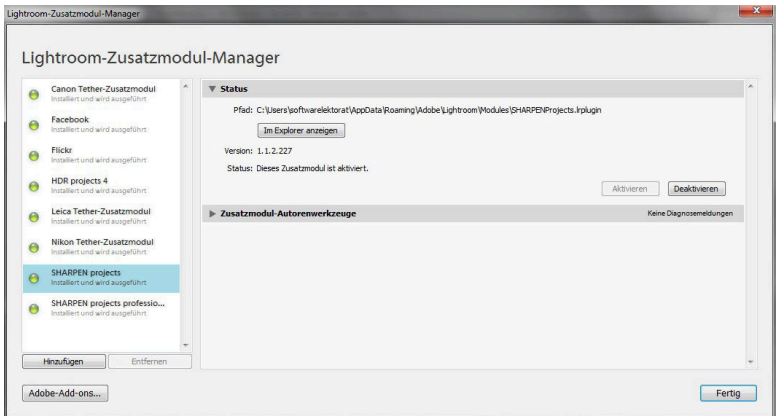 Lightroom-Zusatzmodul-Manager
Lightroom-Zusatzmodul-Manager
Canon Tether-Zusatzmodul
Installiert und wird ausgeführt
Facebook
Installiert und wird ausgeführt
Flickr
Installiert und wird ausgeführt
HDR projects 4
Installiert und wird ausgeführt
Leica Tether-Zusatzmodul
Installiert und wird ausgeführt
Nikon Tether-Zusatzmodul
Installiert und wird ausgeführt
SHARPEN projects
Installiert und wird ausgeführt
SHARPEN projects professio...
Installiert und wird ausgeführt
Hinzufügen
Entfernen
Status
Pfad: C:\Users\softwarelektorat\AppData\Roaming\Adobe\Lightroom\Modules\SHARPENProjects.lrplugin
Im Explorer anzeigen
Version: 1.1.2.227
Status: Dieses Zusatzmodul ist aktiviert.
Aktivieren
Deaktivieren
Zusatzmodul-Autorenwerkzeuge
Keine Diagnosemeldungen
Adobe-Add-ons...
Fertig